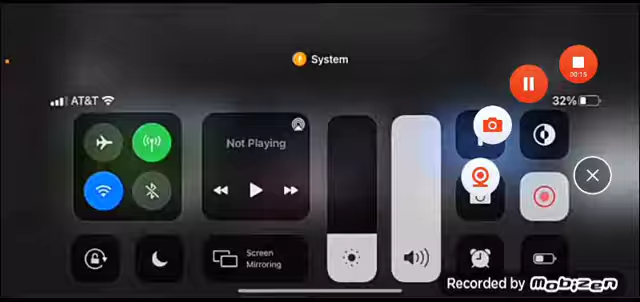 System
00:15
AT&T
32%
Not Playing
Screen
Mirroring
Recorded by Mobizen